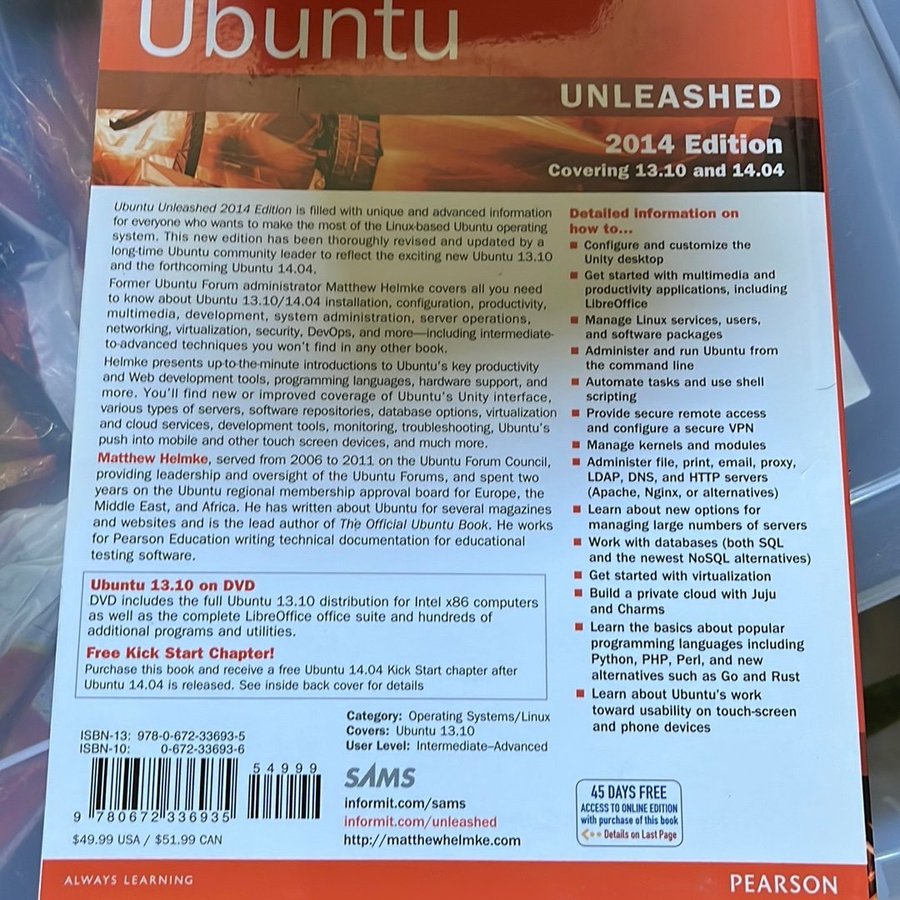 Ubuntu
UNLEASHED
2014 Edition
Covering 13.10 and 14.04
Ubuntu Unleashed 2014 Edition is filled with unique and advanced information
for everyone who wants to make the most of the Linux-based Ubuntu operating
system. This new edition has been thoroughly revised and updated by a
long-time Ubuntu community leader to reflect the exciting new Ubuntu 13.10
and the forthcoming Ubuntu 14.04.
Former Ubuntu Forum administrator Matthew Helmke covers all you need
to know about Ubuntu 13.10/14.04 installation, configuration, productivity,
multimedia, development, system administration, server operations,
networking, virtualization, security, DevOps, and more—including intermediate-
to-advanced techniques you won't find in any other book.
Helmke presents up-to-the-minute introductions to Ubuntu's key productivity
and Web development tools, programming languages, hardware support, and
more. You'll find new or improved coverage of Ubuntu's Unity interface,
various types of servers, software repositories, database options, virtualization
and cloud services, development tools, monitoring, troubleshooting, Ubuntu's
push into mobile and other touch screen devices, and much more.
Matthew Helmke, served from 2006 to 2011 on the Ubuntu Forum Council,
providing leadership and oversight of the Ubuntu Forums, and spent two
years on the Ubuntu regional membership approval board for Europe, the
Middle East, and Africa. He has written about Ubuntu for several magazines
and websites and is the lead author of The Official Ubuntu Book. He works
for Pearson Education writing technical documentation for educational
testing software.
Ubuntu 13.10 on DVD
DVD includes the full Ubuntu 13.10 distribution for Intel x86 computers
as well as the complete LibreOffice office suite and hundreds of
additional programs and utilities.
Free Kick Start Chapter!
Purchase this book and receive a free Ubuntu 14.04 Kick Start chapter after
Ubuntu 14.04 is released. See inside back cover for details
Detailed information on
how to...
■ Configure and customize the
Unity desktop
■ Get started with multimedia and
productivity applications, including
LibreOffice
■ Manage Linux services, users,
and software packages
■ Administer and run Ubuntu from
the command line
■ Automate tasks and use shell
scripting
■ Provide secure remote access
and configure a secure VPN
■ Manage kernels and modules
■ Administer file, print, email, proxy,
LDAP, DNS, and HTTP servers
(Apache, Nginx, or alternatives)
■ Learn about new options for
managing large numbers of servers
■ Work with databases (both SQL
and the newest NoSQL alternatives)
■ Get started with virtualization
■ Build a private cloud with Juju
and Charms
■ Learn the basics about popular
programming languages including
Python, PHP, Perl, and new
alternatives such as Go and Rust
■ Learn about Ubuntu's work
toward usability on touch-screen
and phone devices
ISBN-13: 978-0-672-33693-5
ISBN-10: 0-672-33693-6
54999
9 780672 336935
$49.99 USA / $51.99 CAN
Category: Operating Systems/Linux
Covers: Ubuntu 13.10
User Level: Intermediate–Advanced
SAMS
informit.com/sams
informit.com/unleashed
http://matthewhelmke.com
45 DAYS FREE
ACCESS TO ONLINE EDITION
with purchase of this book
Details on Last Page
ALWAYS LEARNING
PEARSON